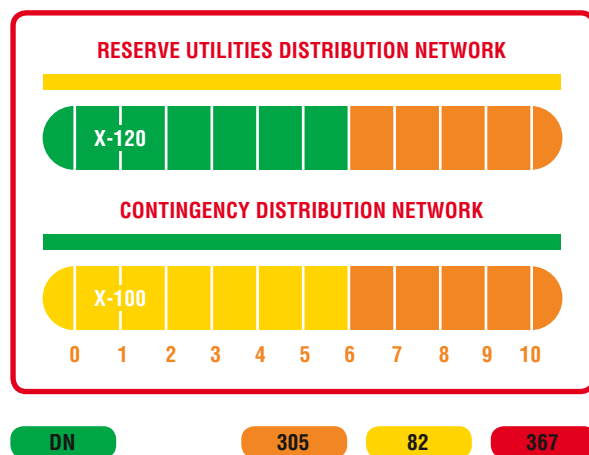 RESERVE UTILITIES DISTRIBUTION NETWORK
X-120
CONTINGENCY DISTRIBUTION NETWORK
X-100
0 1 2 3 4 5 6 7 8 9 10
DN 305 82 367